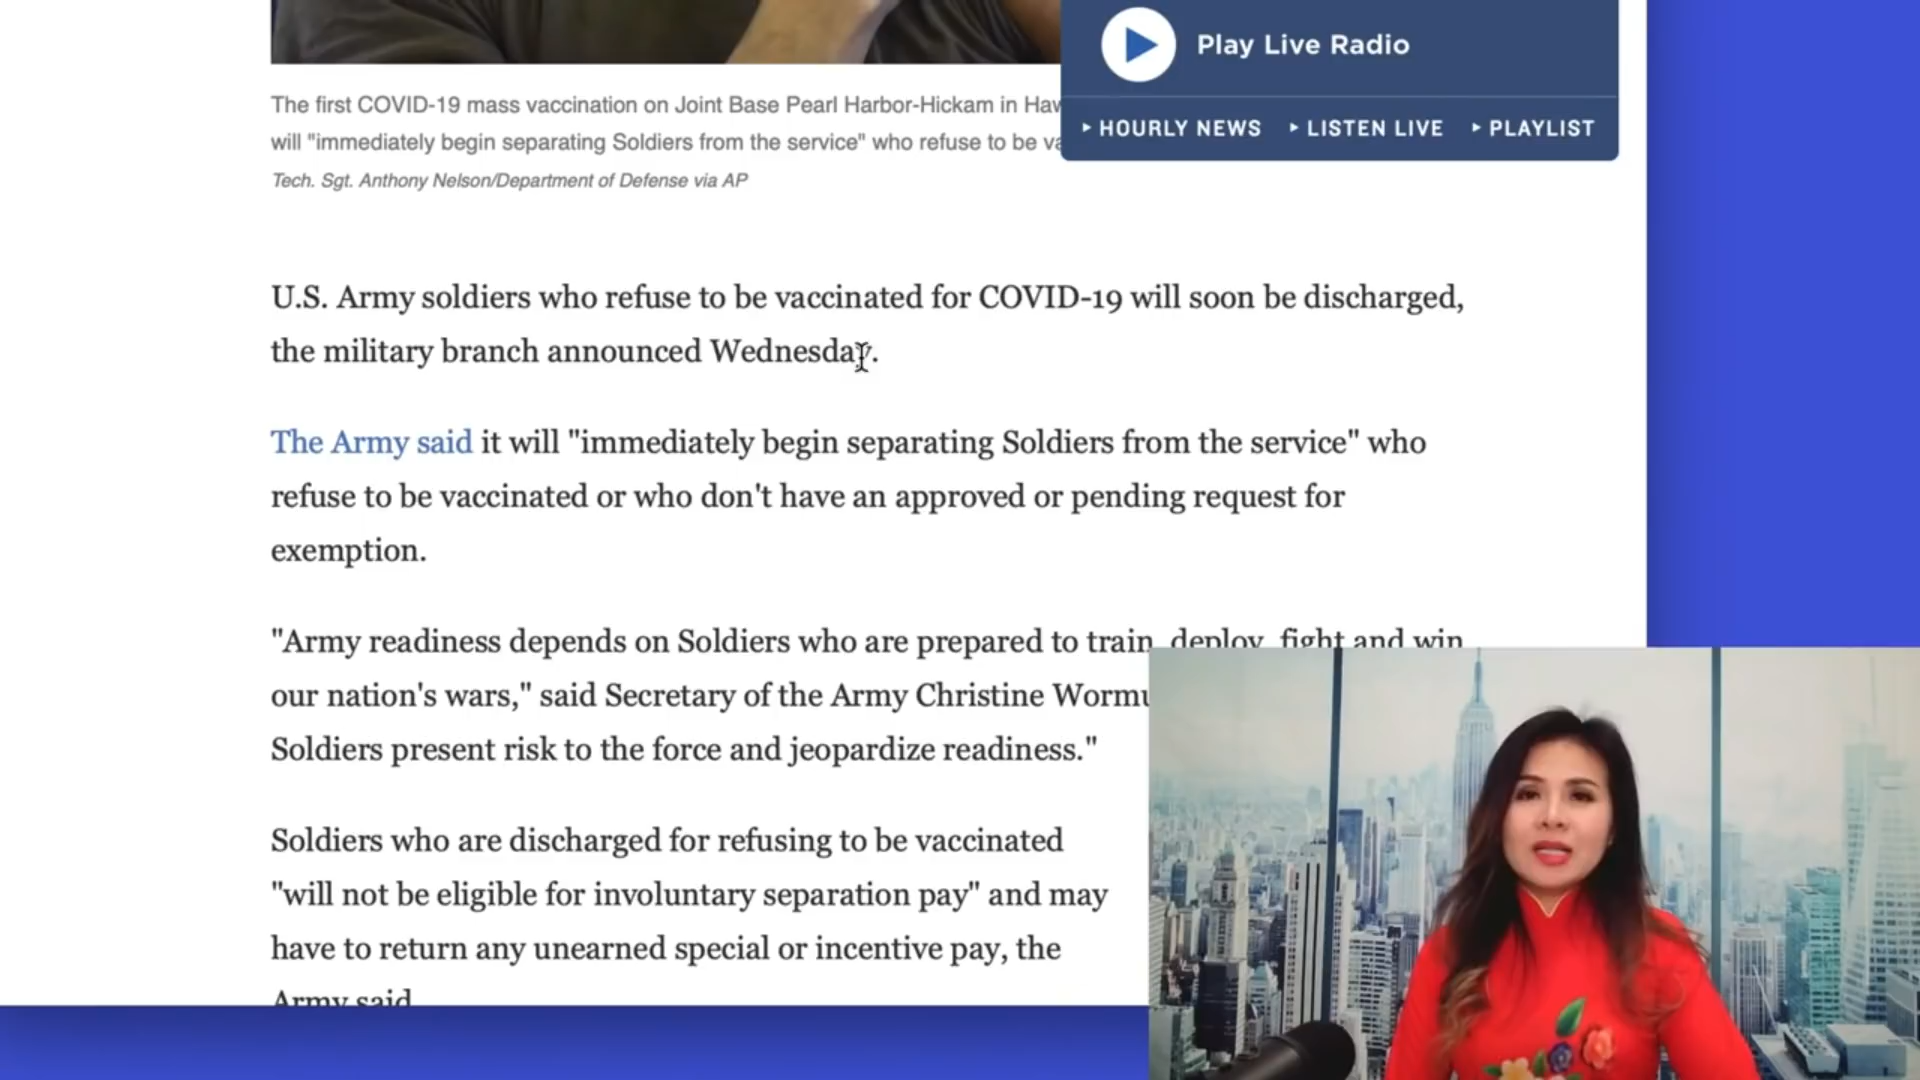 Play Live Radio
HOURLY NEWS LISTEN LIVE PLAYLIST
The first COVID-19 mass vaccination on Joint Base Pearl Harbor-Hickam in
will "immediately begin separating Soldiers from the service" who refuse to be
Tech. Sgt. Anthony Nelson/Department of Defense via AP
U.S. Army soldiers who refuse to be vaccinated for COVID-19 will soon be discharged,
the military branch announced Wednesday.
The Army said it will "immediately begin separating Soldiers from the service" who
refuse to be vaccinated or who don't have an approved or pending request for
exemption.
"Army readiness depends on Soldiers who are prepared to train, deploy, fight and win
our nation's wars," said Secretary of the Army Christine
Soldiers present risk to the force and jeopardize readiness."
Soldiers who are discharged for refusing to be vaccinated
"will not be eligible for involuntary separation pay" and may
have to return any unearned special or incentive pay, the
Army said